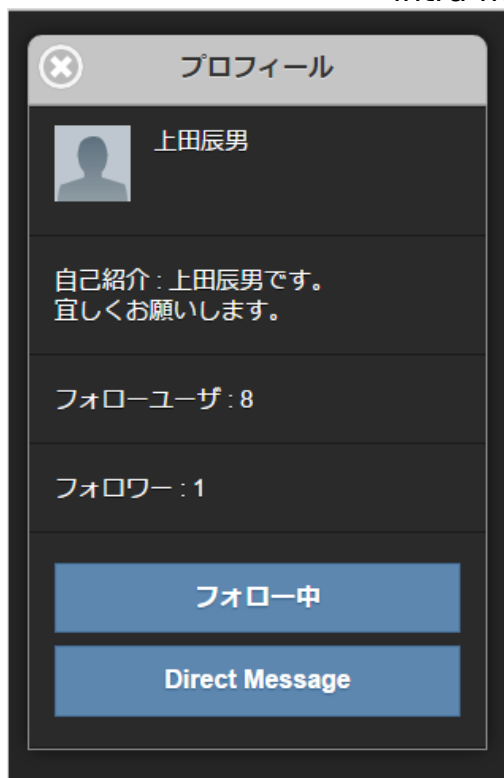 プロフィール
上田辰男
自己紹介 : 上田辰男です。
宜しくお願いします。
フォローユーザ : 8
フォロワー : 1
フォロー中
Direct Message